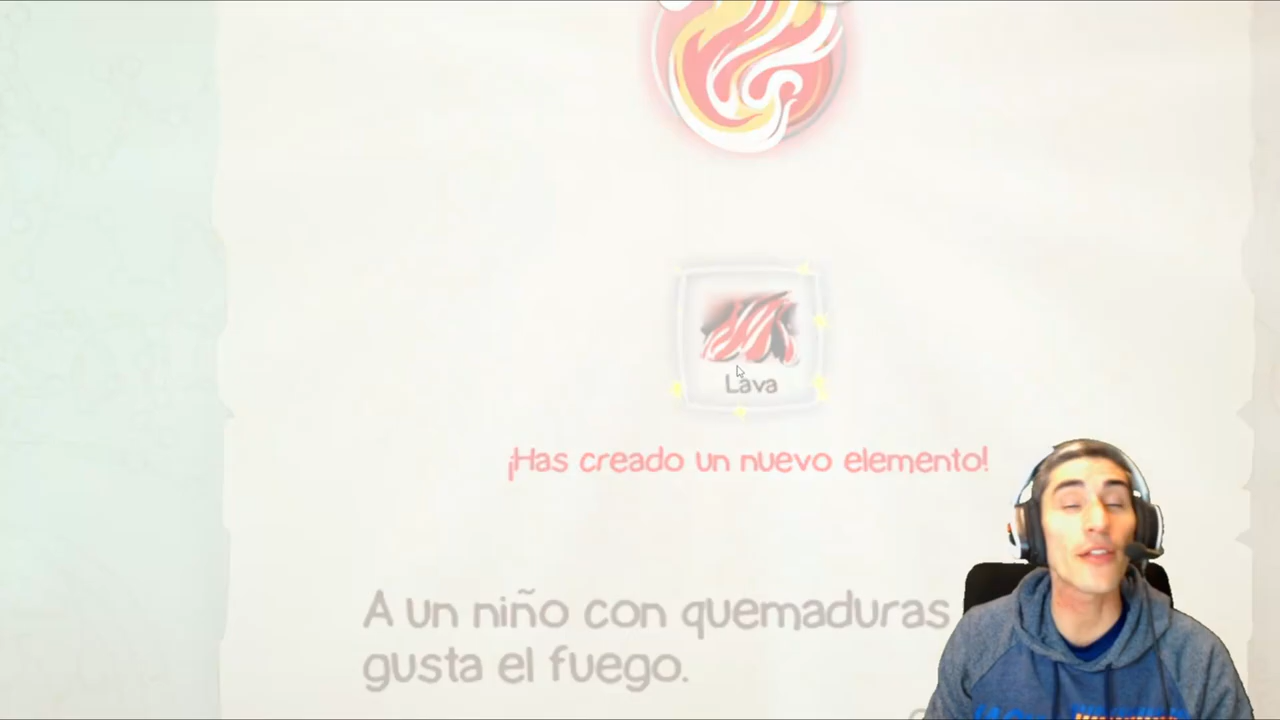 Lava
¡Has creado un nuevo elemento!
A un niño con quemaduras
gusta el fuego.